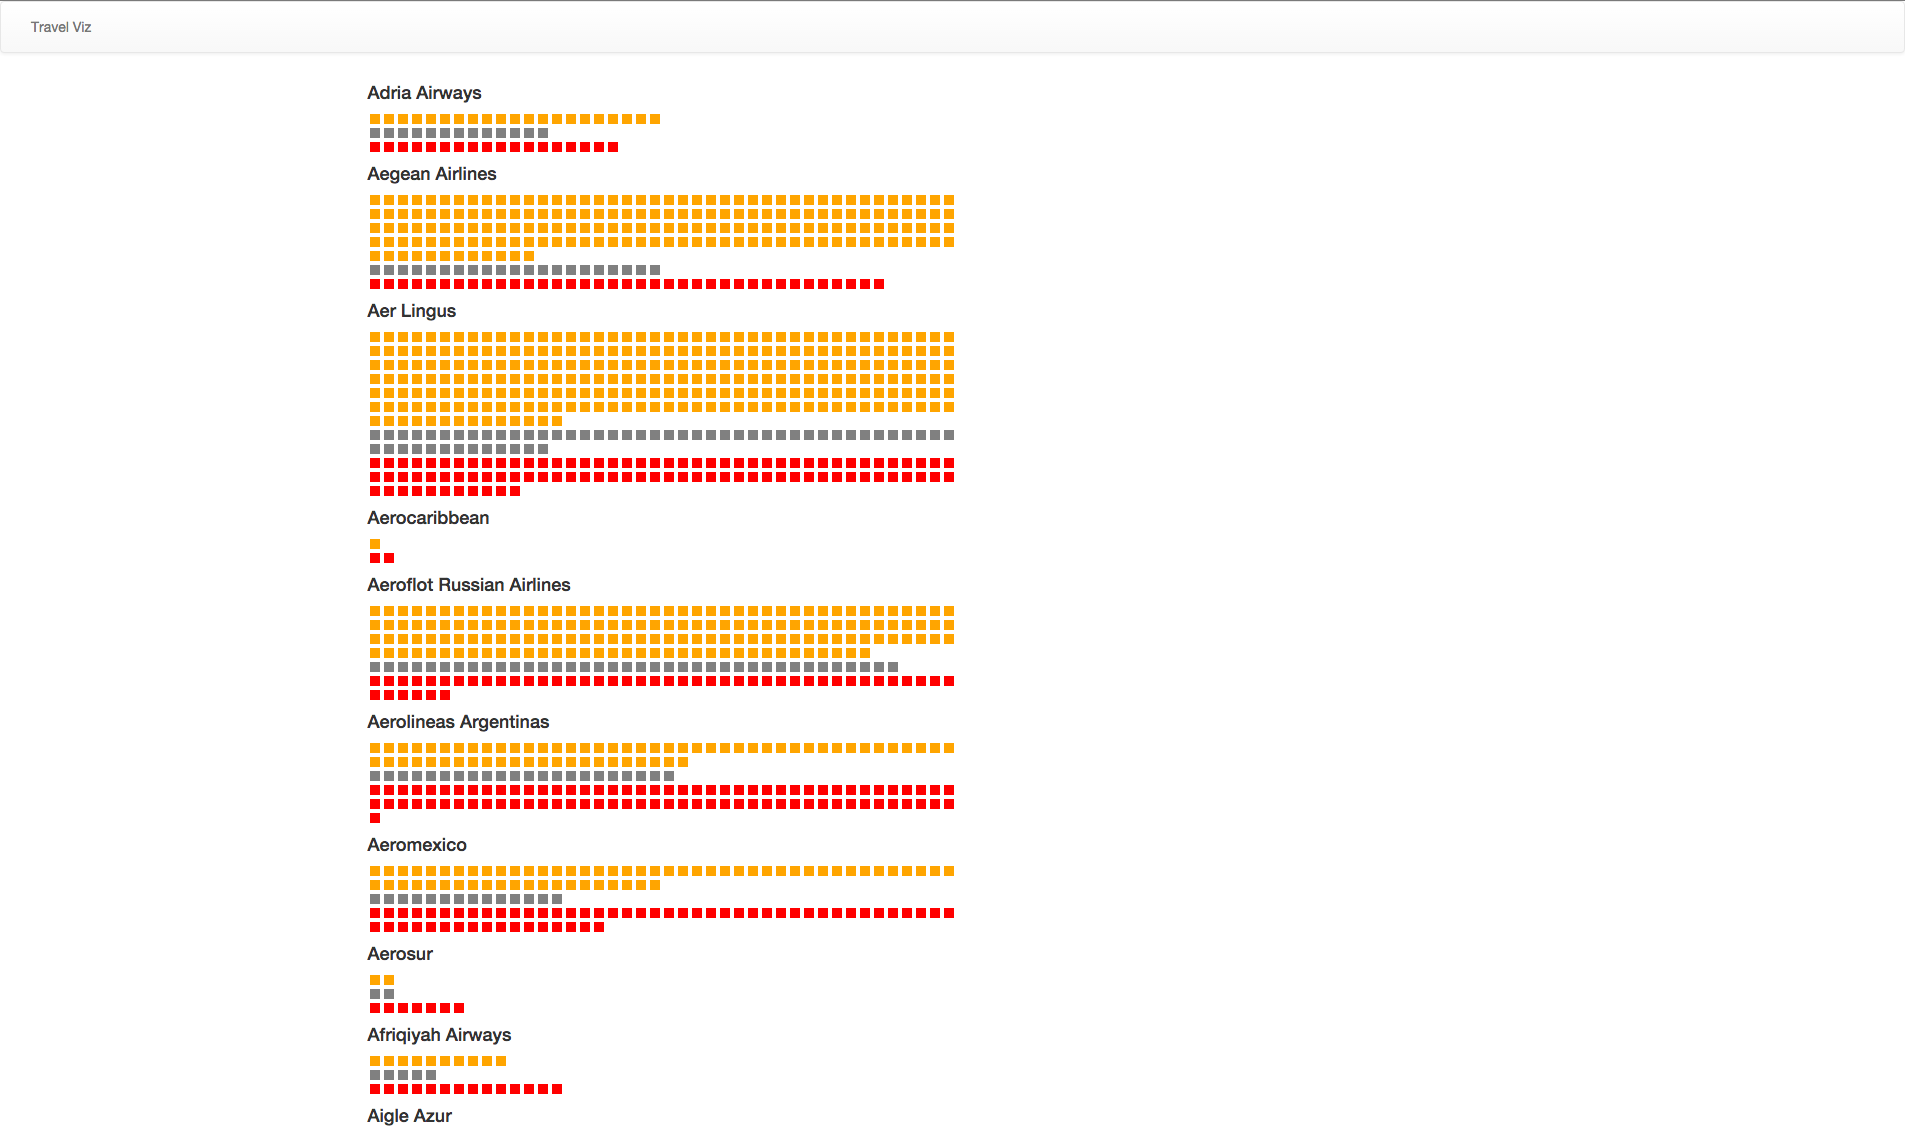 Travel Viz
Adria Airways
Aegean Airlines
Aer Lingus
Aerocaribbean
Aeroflot Russian Airlines
Aerolineas Argentinas
Aeromexico
Aerosur
Afriqiyah Airways
Aigle Azur